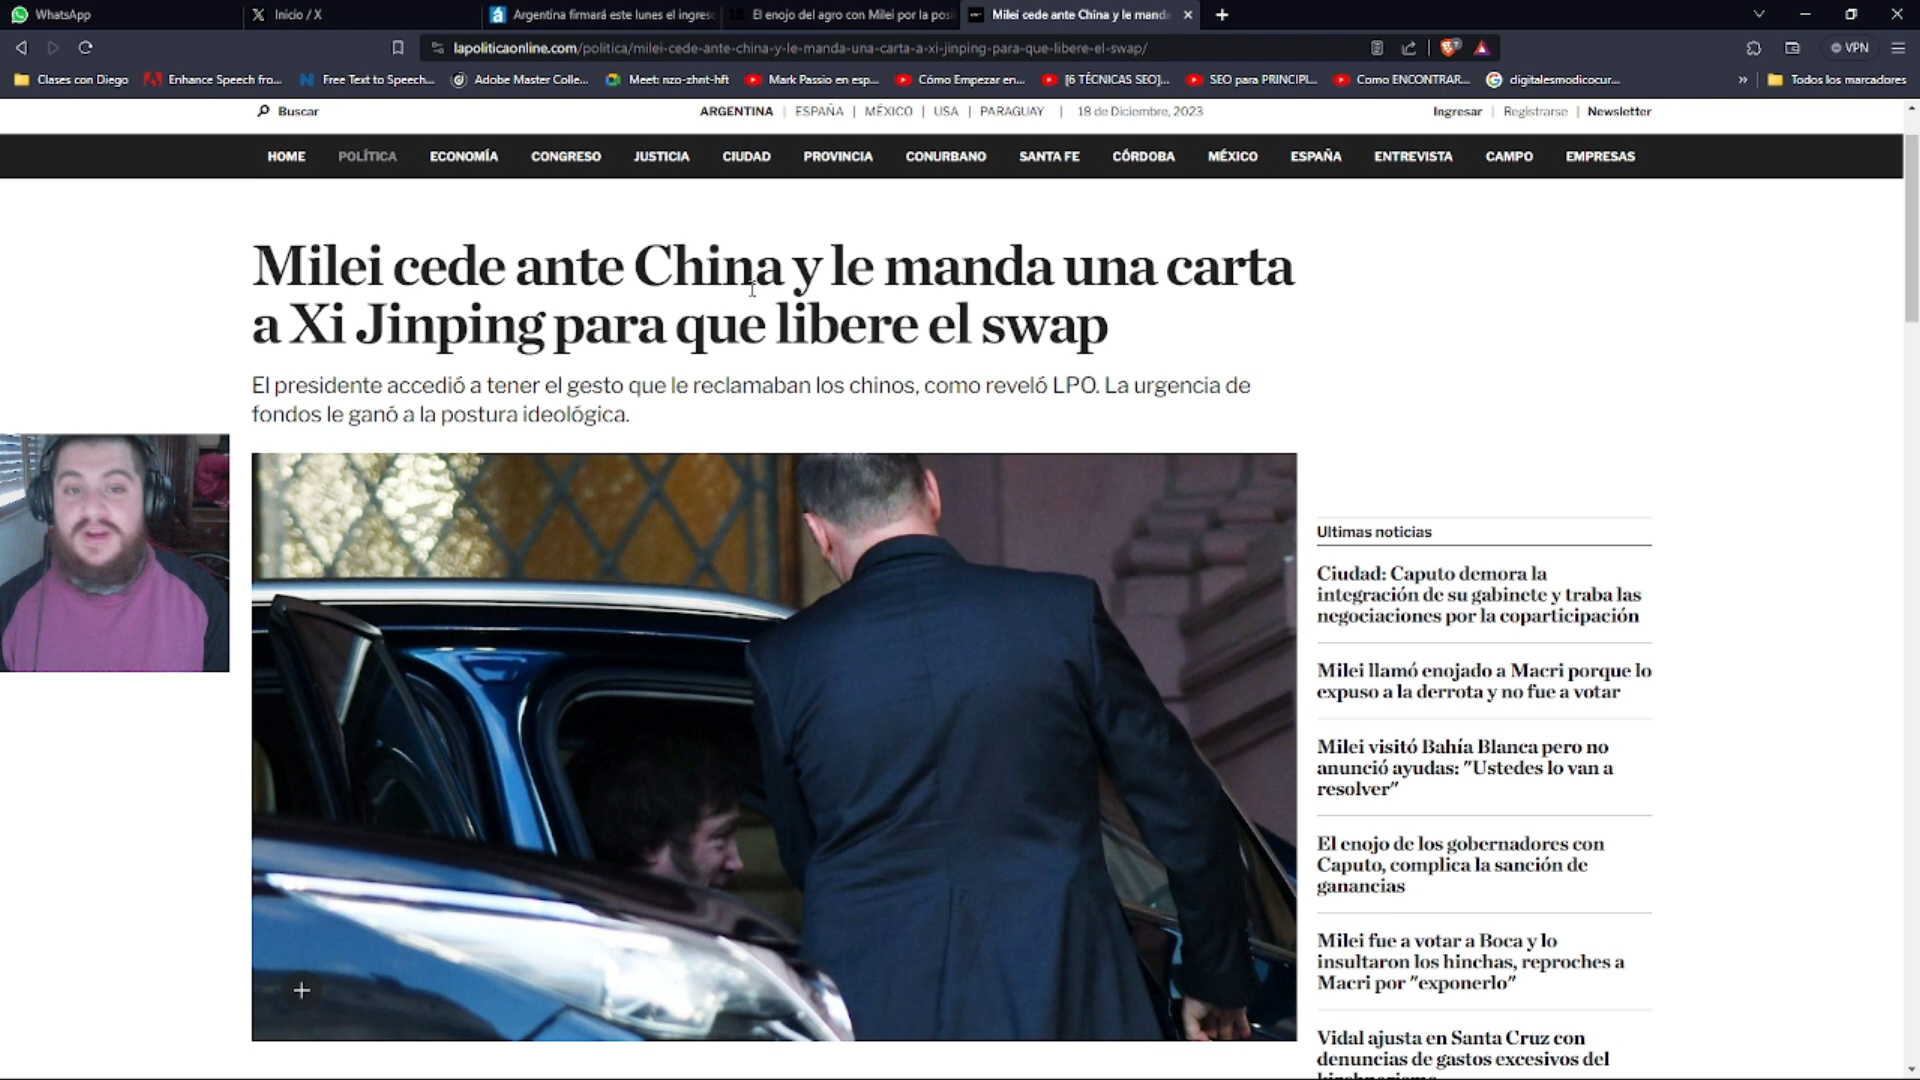 WhatsApp
Inicio / X
Argentina firmará este lunes el ingres
El enojo del agro con Milei por la posi
Milei cede ante China y le mand
lapoliticaonline.com/politica/milei-cede-ante-china-y-le-manda-una-carta-a-xi-jinping-para-que-libere-el-swap/
VPN
Clases con Diego
Enhance Speech fro...
Free Text to Speech...
Adobe Master Colle...
Meet: nzo-zhnt-hft
Mark Passio en esp...
Cómo Empezar en...
[6 TÉCNICAS SEO]...
SEO para PRINCIPI...
Como ENCONTRAR...
digitalesmodicocur...
»
Todos los marcadores
Buscar
ARGENTINA | ESPAÑA | MÉXICO | USA | PARAGUAY | 18 de Diciembre, 2023
Ingresar | Registrarse | Newsletter
HOME POLÍTICA ECONOMÍA CONGRESO JUSTICIA CIUDAD PROVINCIA CONURBANO SANTA FE CÓRDOBA MÉXICO ESPAÑA ENTREVISTA CAMPO EMPRESAS
Milei cede ante China y le manda una carta
a Xi Jinping para que libere el swap
El presidente accedió a tener el gesto que le reclamaban los chinos, como reveló LPO. La urgencia de
fondos le ganó a la postura ideológica.
Ultimas noticias
Ciudad: Caputo demora la
integración de su gabinete y traba las
negociaciones por la coparticipación
Milei llamó enojado a Macri porque lo
expuso a la derrota y no fue a votar
Milei visitó Bahía Blanca pero no
anunció ayudas: "Ustedes lo van a
resolver"
El enojo de los gobernadores con
Caputo, complica la sanción de
ganancias
Milei fue a votar a Boca y lo
insultaron los hinchas, reproches a
Macri por "exponerlo"
Vidal ajusta en Santa Cruz con
denuncias de gastos excesivos del